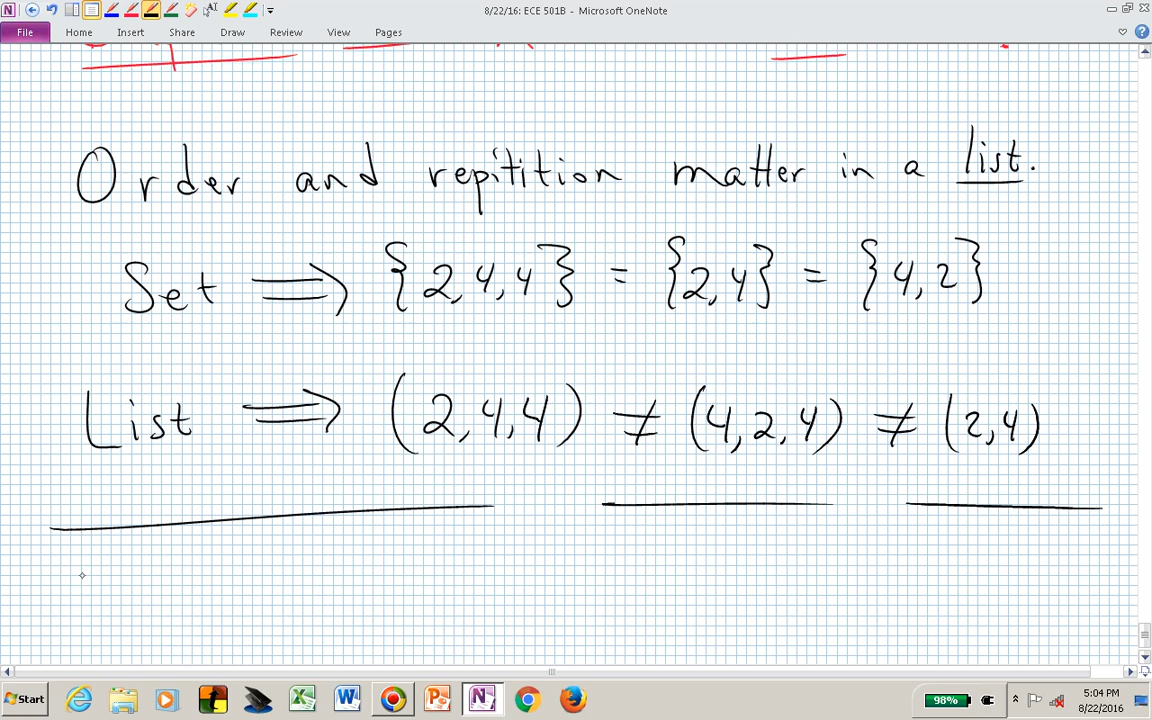 8/22/16: ECE 501B - Microsoft OneNote
File Home Insert Share Draw Review View Pages
Order and repitition matter in a list.
Set ⟹ {2,4,4} = {2,4} = {4,2}
List ⟹ (2,4,4) ≠ (4,2,4) ≠ (2,4)
Start 98% 5:04 PM
8/22/2016